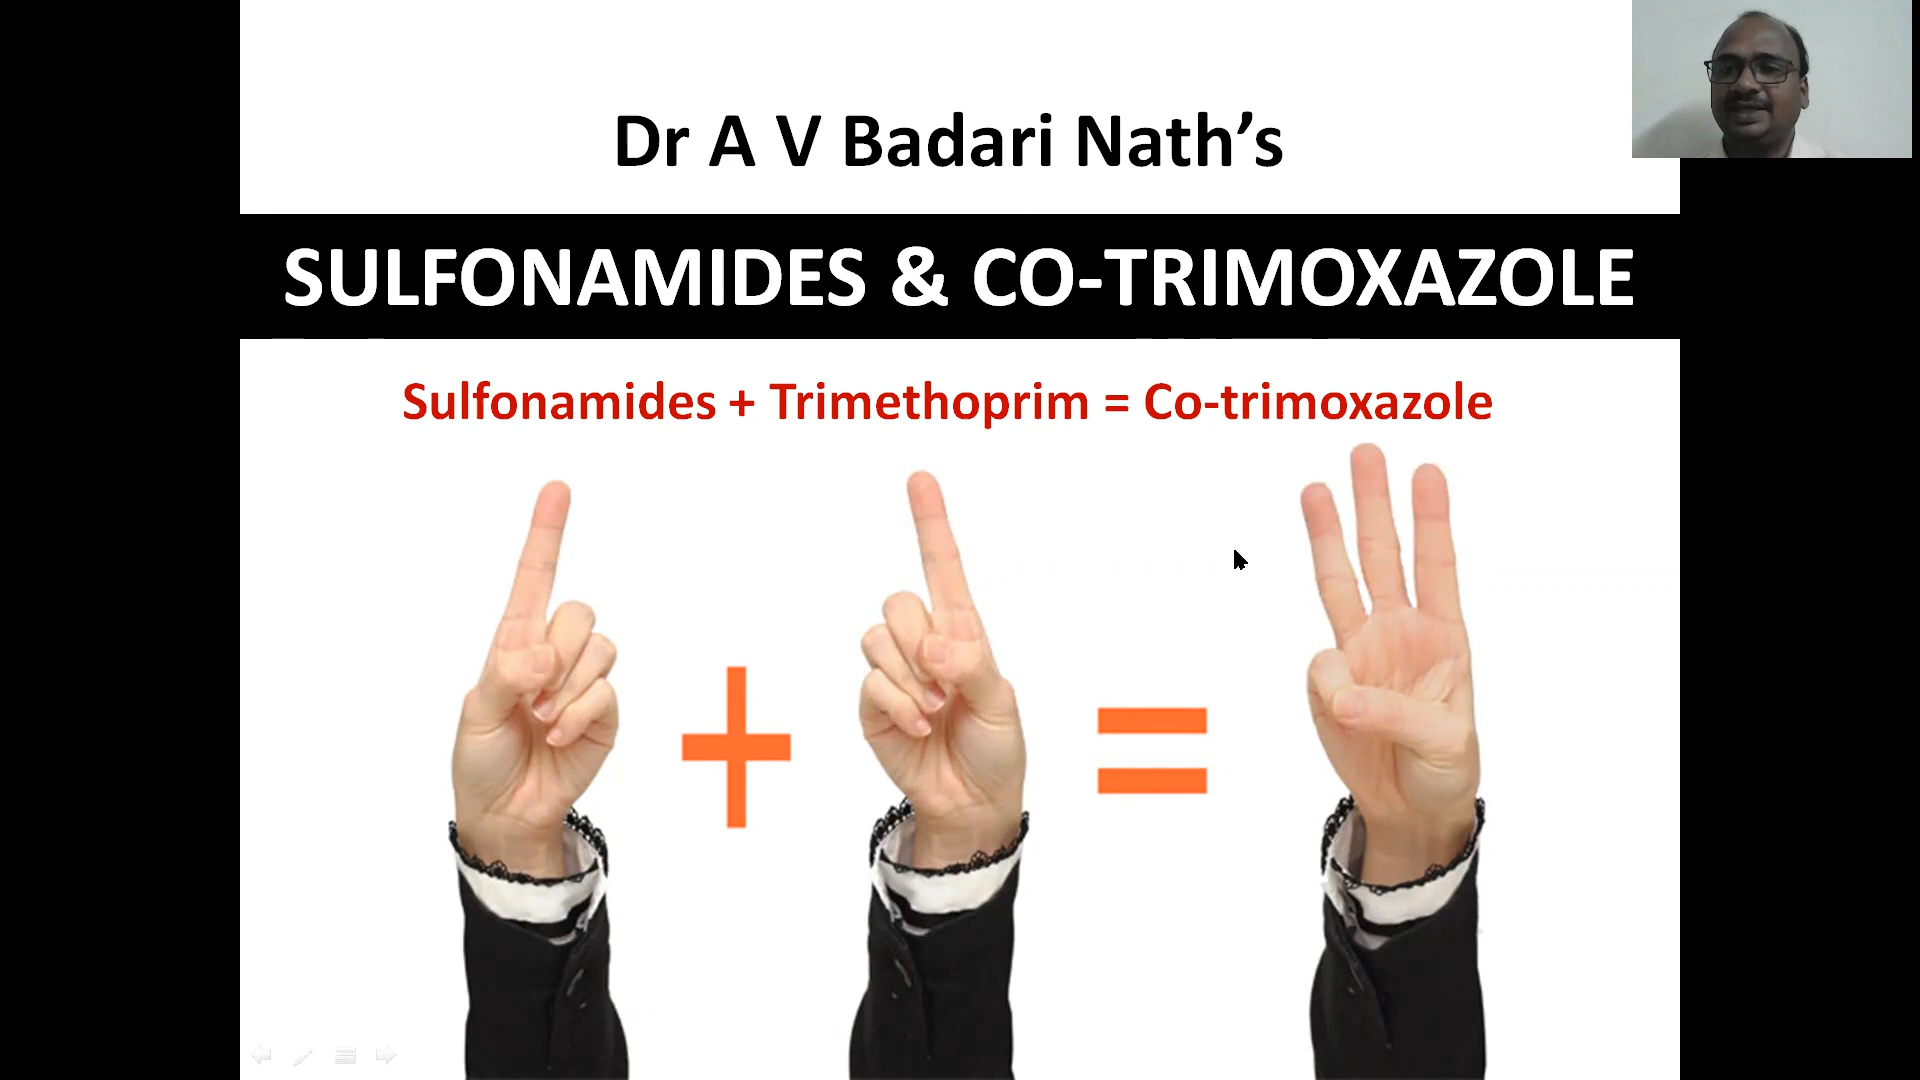 Dr A V Badari Nath’s
SULFONAMIDES & CO-TRIMOXAZOLE
Sulfonamides + Trimethoprim = Co-trimoxazole
+ =